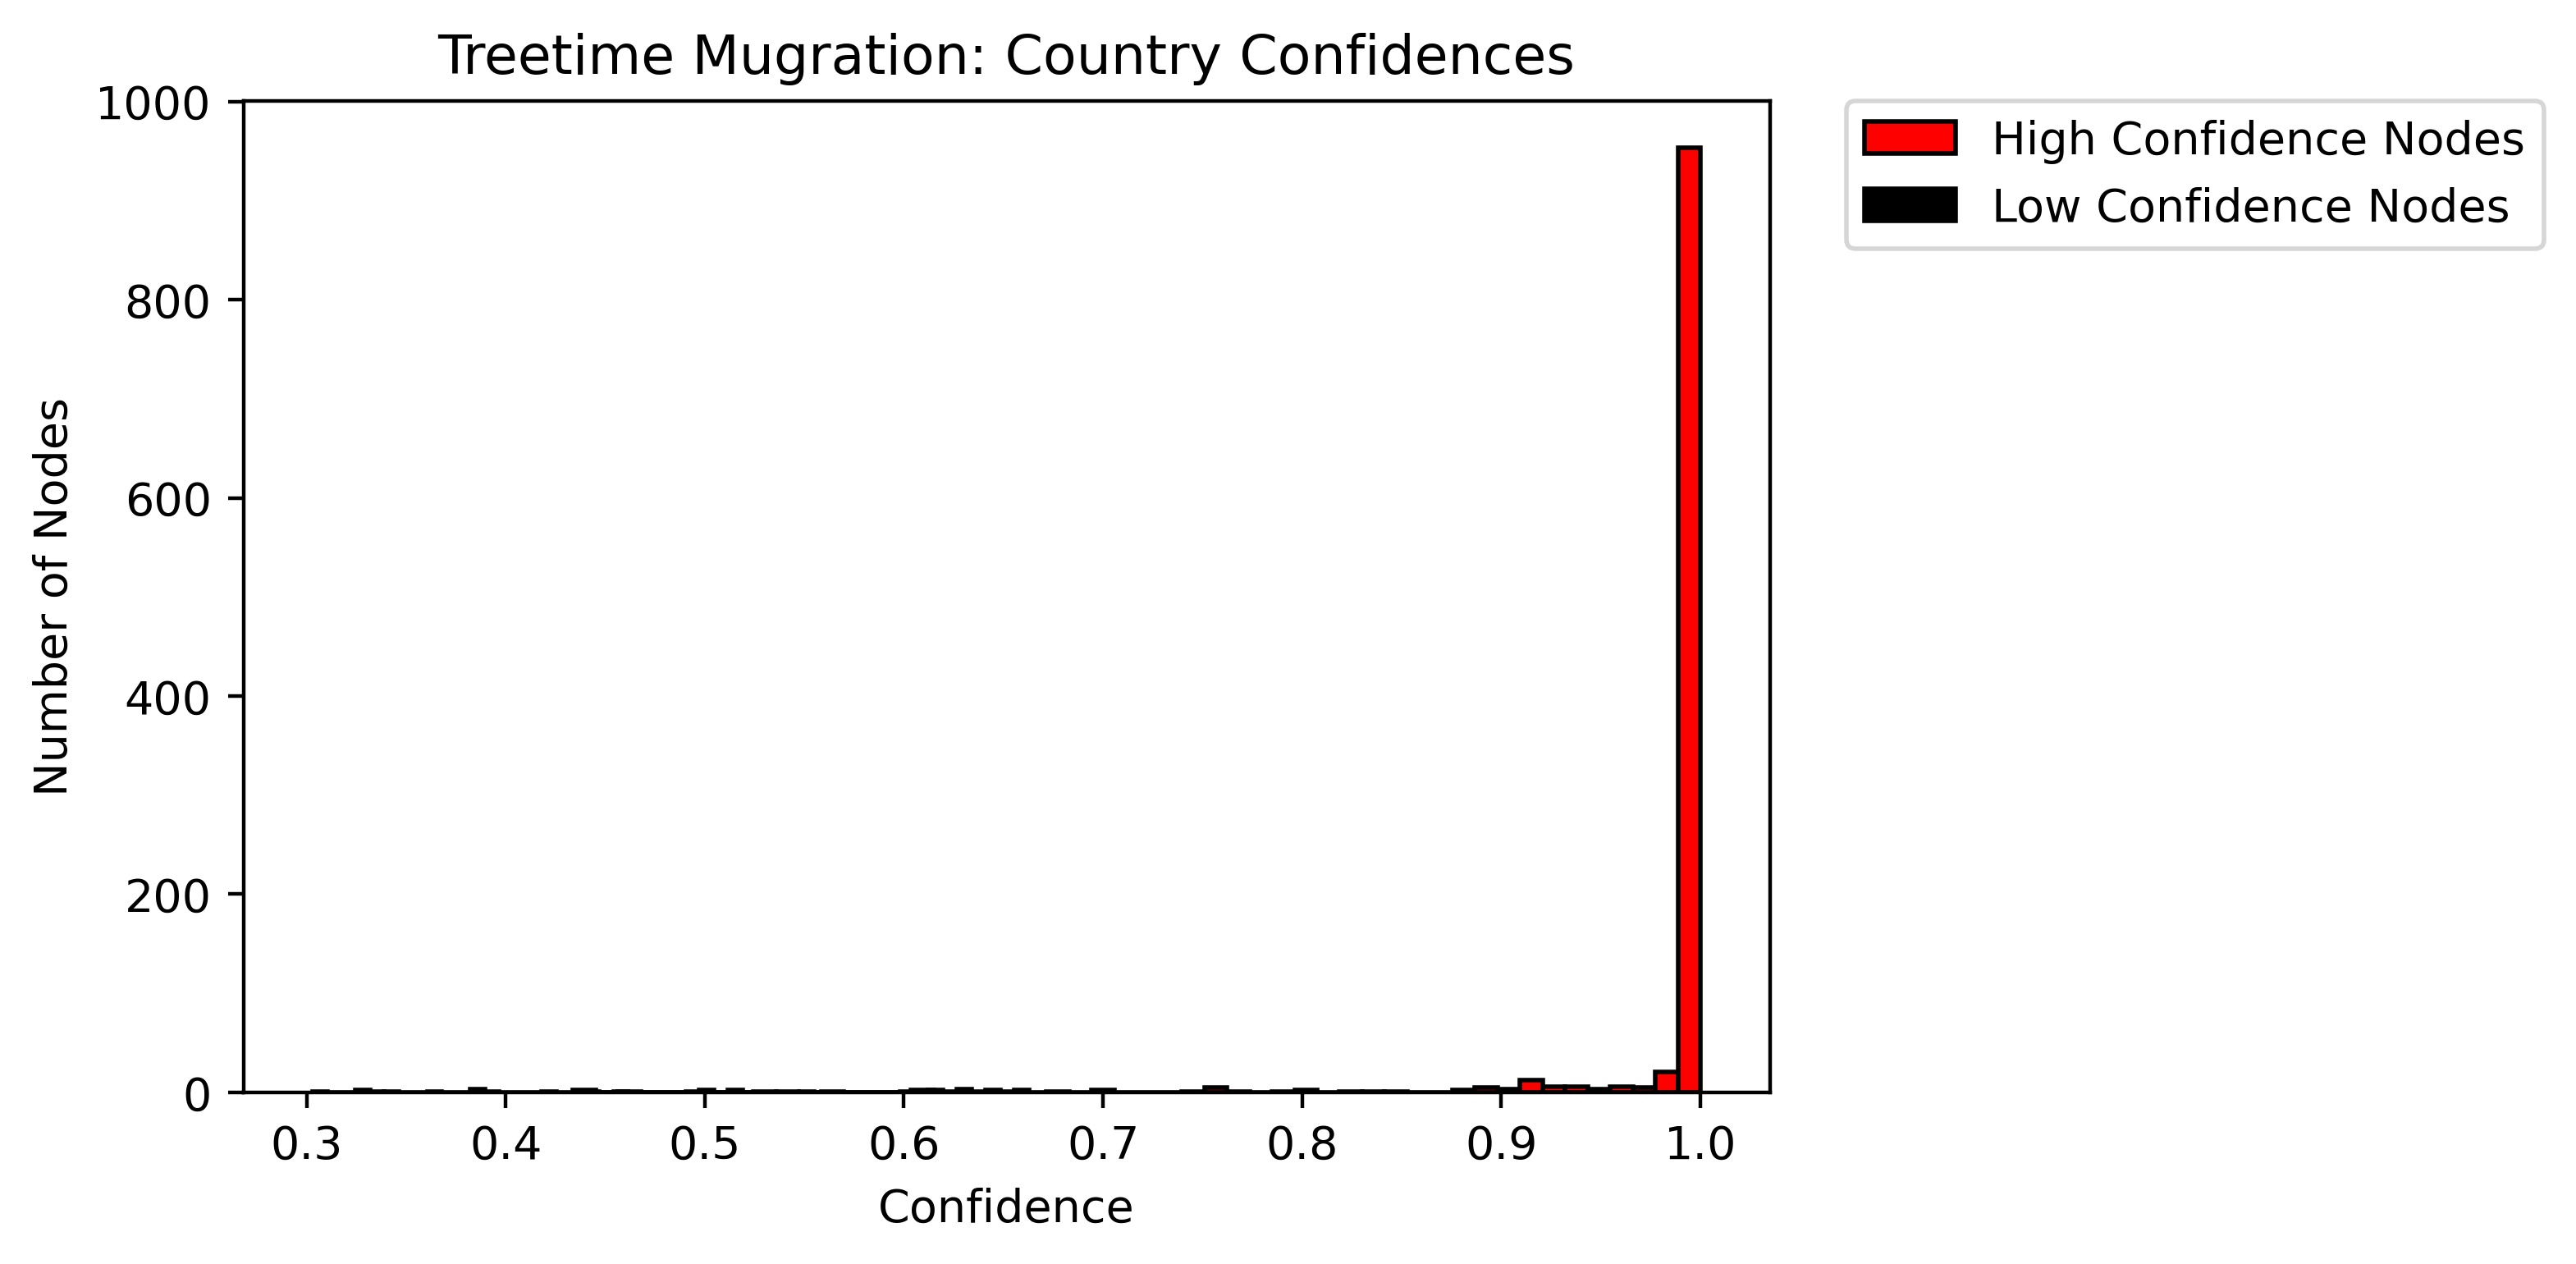 Treetime Mugration: Country Confidences
High Confidence Nodes
Low Confidence Nodes
Number of Nodes
1000
800
600
400
200
0
0.3 0.4 0.5 0.6 0.7 0.8 0.9 1.0
Confidence